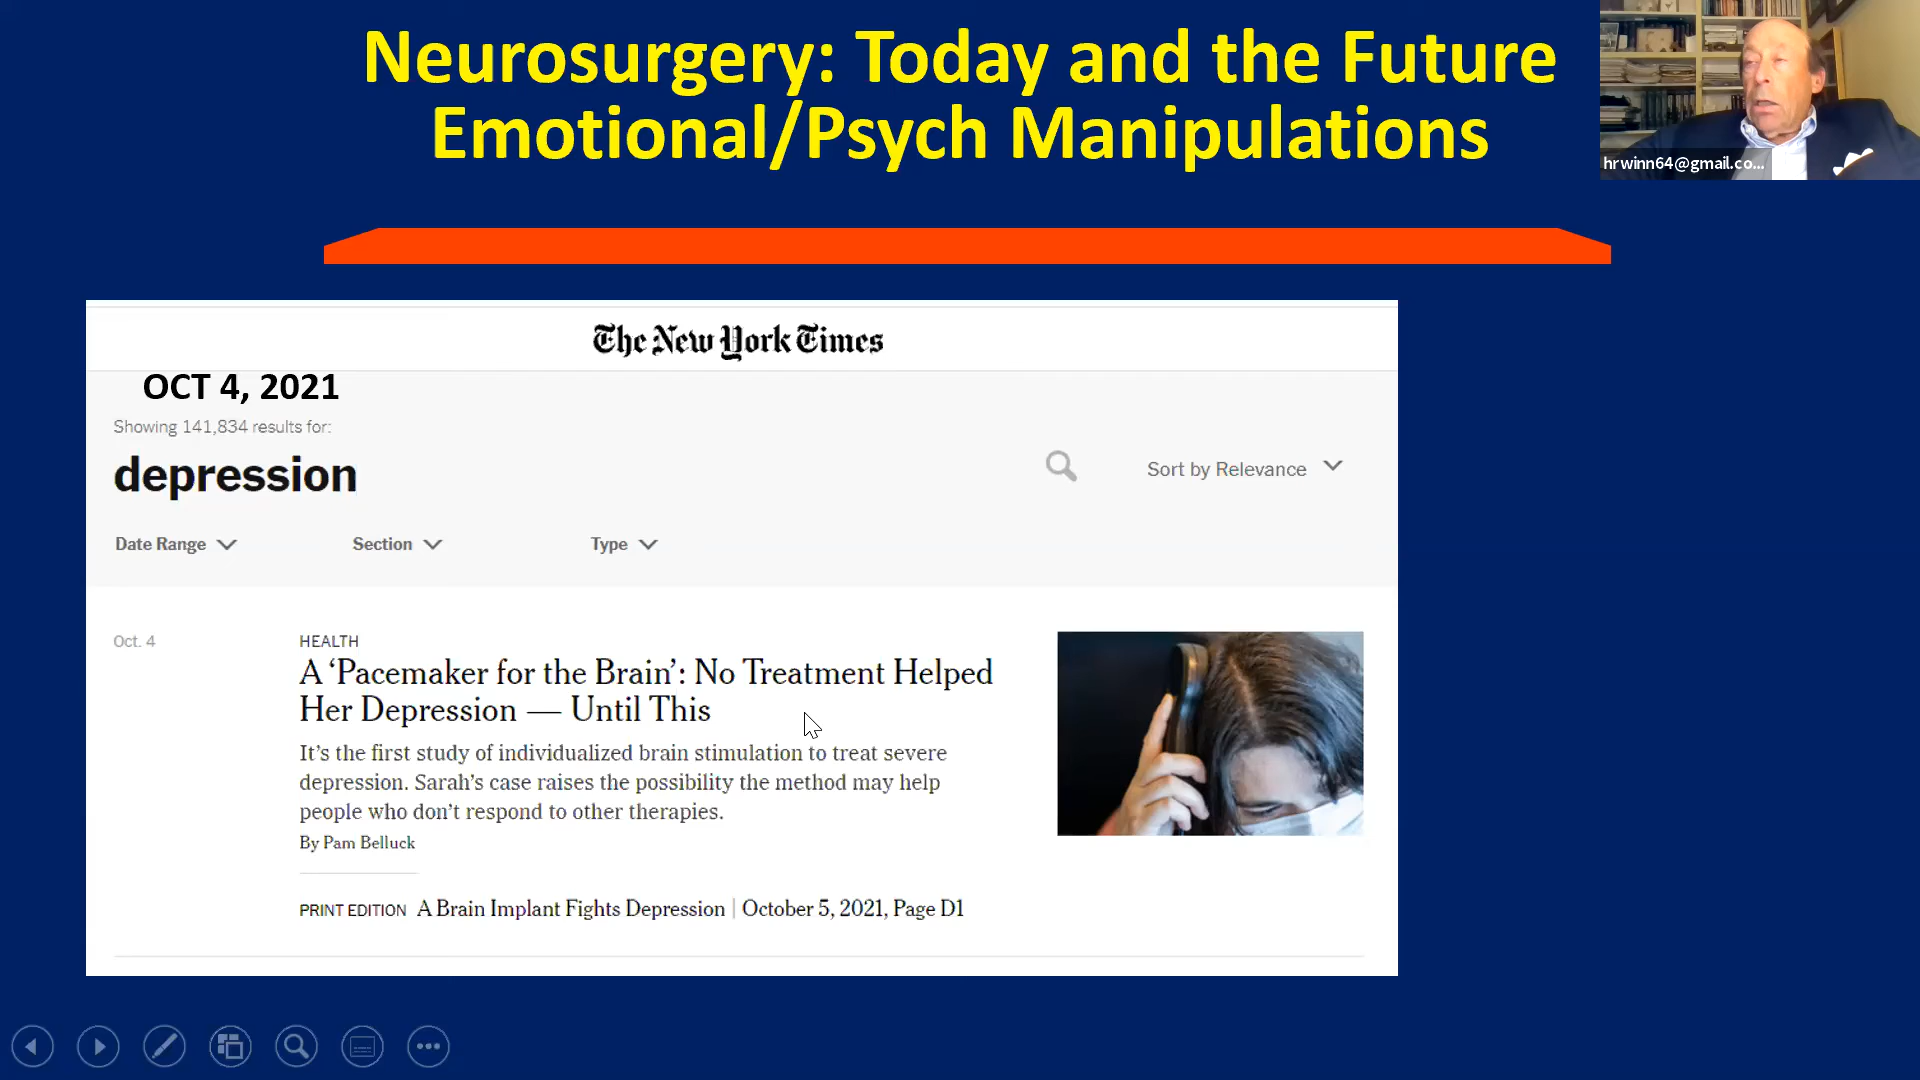 Neurosurgery: Today and the Future
Emotional/Psych Manipulations
hrwinn64@gmail.co...
The New York Times
OCT 4, 2021
Showing 141,834 results for:
depression
Sort by Relevance
Date Range
Section
Type
Oct. 4
HEALTH
A ‘Pacemaker for the Brain’: No Treatment Helped
Her Depression — Until This
It’s the first study of individualized brain stimulation to treat severe
depression. Sarah’s case raises the possibility the method may help
people who don’t respond to other therapies.
By Pam Belluck
PRINT EDITION A Brain Implant Fights Depression | October 5, 2021, Page D1